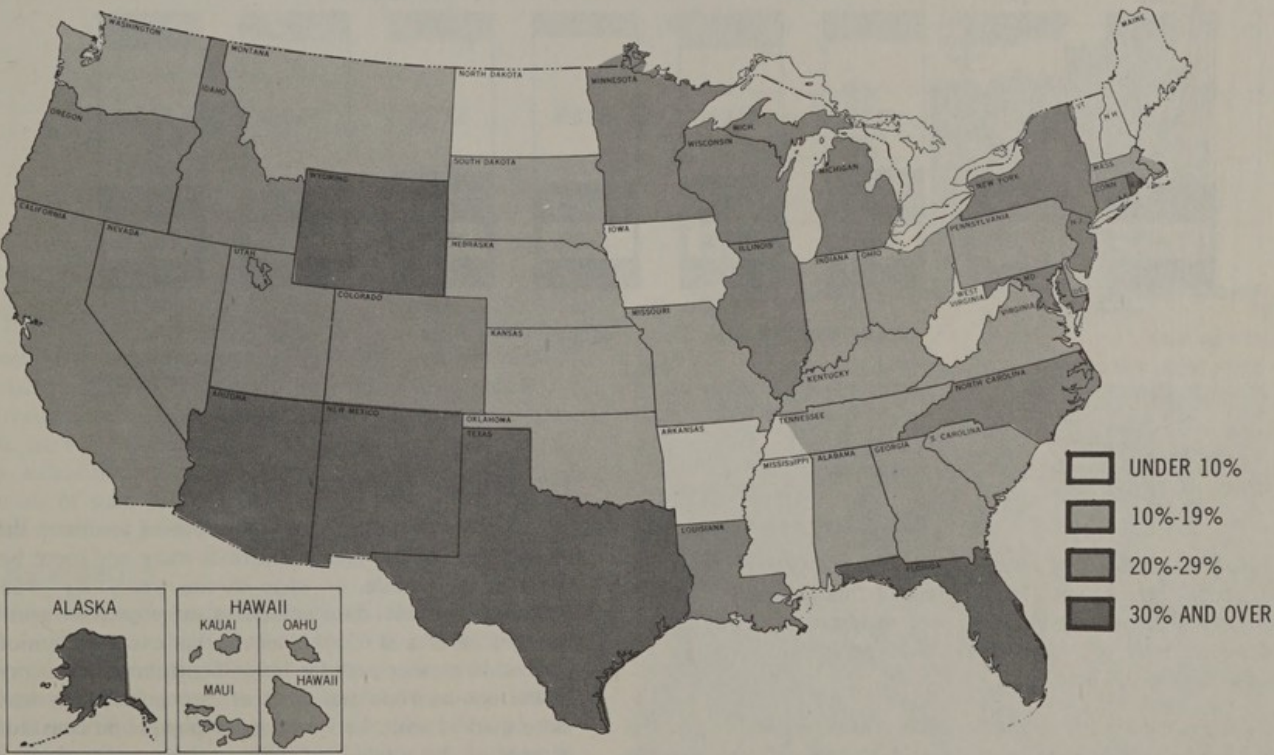 WASHINGTON
MONTANA
NORTH DAKOTA
MINNESOTA
MAINE
OREGON
IDAHO
SOUTH DAKOTA
WISCONSIN
MICH.
MICHIGAN
VT.
N.H.
MASS
NEW YORK
CONN
WYOMING
IOWA
PENNSYLVANIA
N.J.
CALIFORNIA
NEVADA
UTAH
COLORADO
NEBRASKA
ILLINOIS
INDIANA
OHIO
WEST
VIRGINIA
MD
VIRGINIA
KANSAS
MISSOURI
KENTUCKY
ARIZONA
NEW MEXICO
OKLAHOMA
TEXAS
ARKANSAS
TENNESSEE
NORTH CAROLINA
S. CAROLINA
MISSISSIPPI
ALABAMA
GEORGIA
LOUISIANA
FLORIDA
UNDER 10%
10%-19%
20%-29%
30% AND OVER
ALASKA
HAWAII
KAUAI
OAHU
MAUI
HAWAII